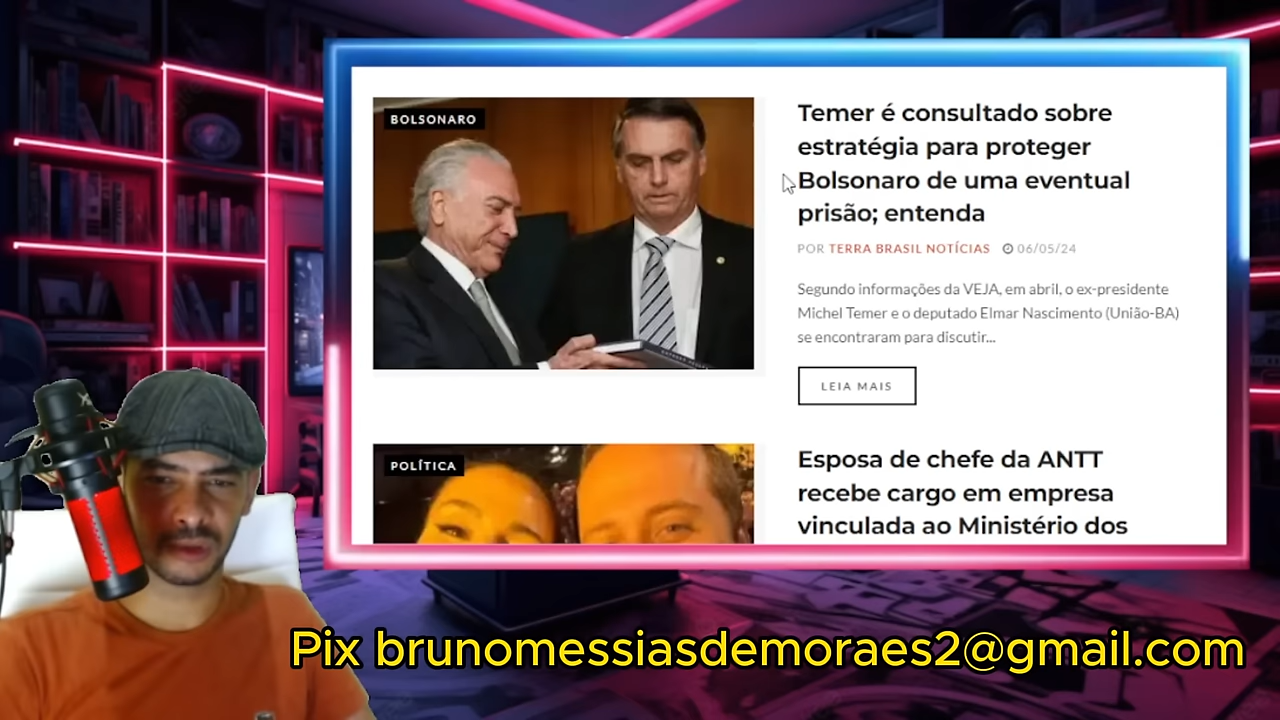 BOLSONARO
Temer é consultado sobre
estratégia para proteger
Bolsonaro de uma eventual
prisão; entenda
POR TERRA BRASIL NOTÍCIAS 06/05/24
Segundo informações da VEJA, em abril, o ex-presidente
Michel Temer e o deputado Elmar Nascimento (União-BA)
se encontraram para discutir...
LEIA MAIS
POLÍTICA
Esposa de chefe da ANTT
recebe cargo em empresa
vinculada ao Ministério dos
Pix brunomessiasdemoraes2@gmail.com